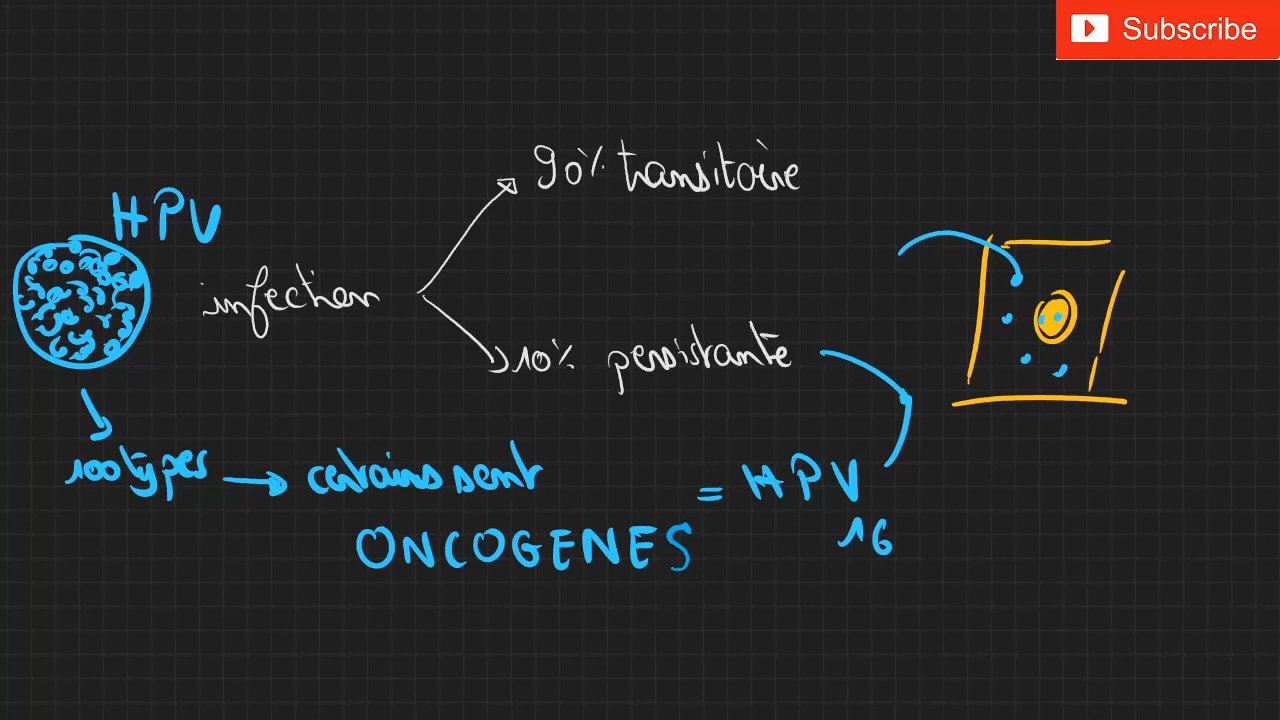 Subscribe
90% transitoire
HPV
infection
10% persistante
100 types → certains sont
ONCOGENES
= HPV
16